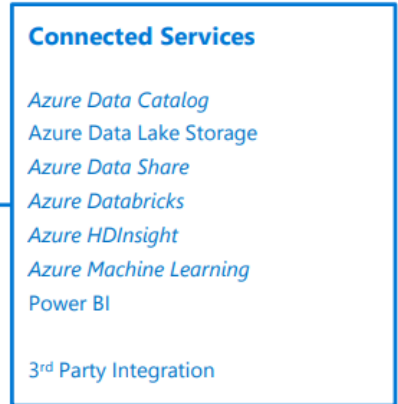 Connected Services
Azure Data Catalog
Azure Data Lake Storage
Azure Data Share
Azure Databricks
Azure HDInsight
Azure Machine Learning
Power BI
3rd Party Integration